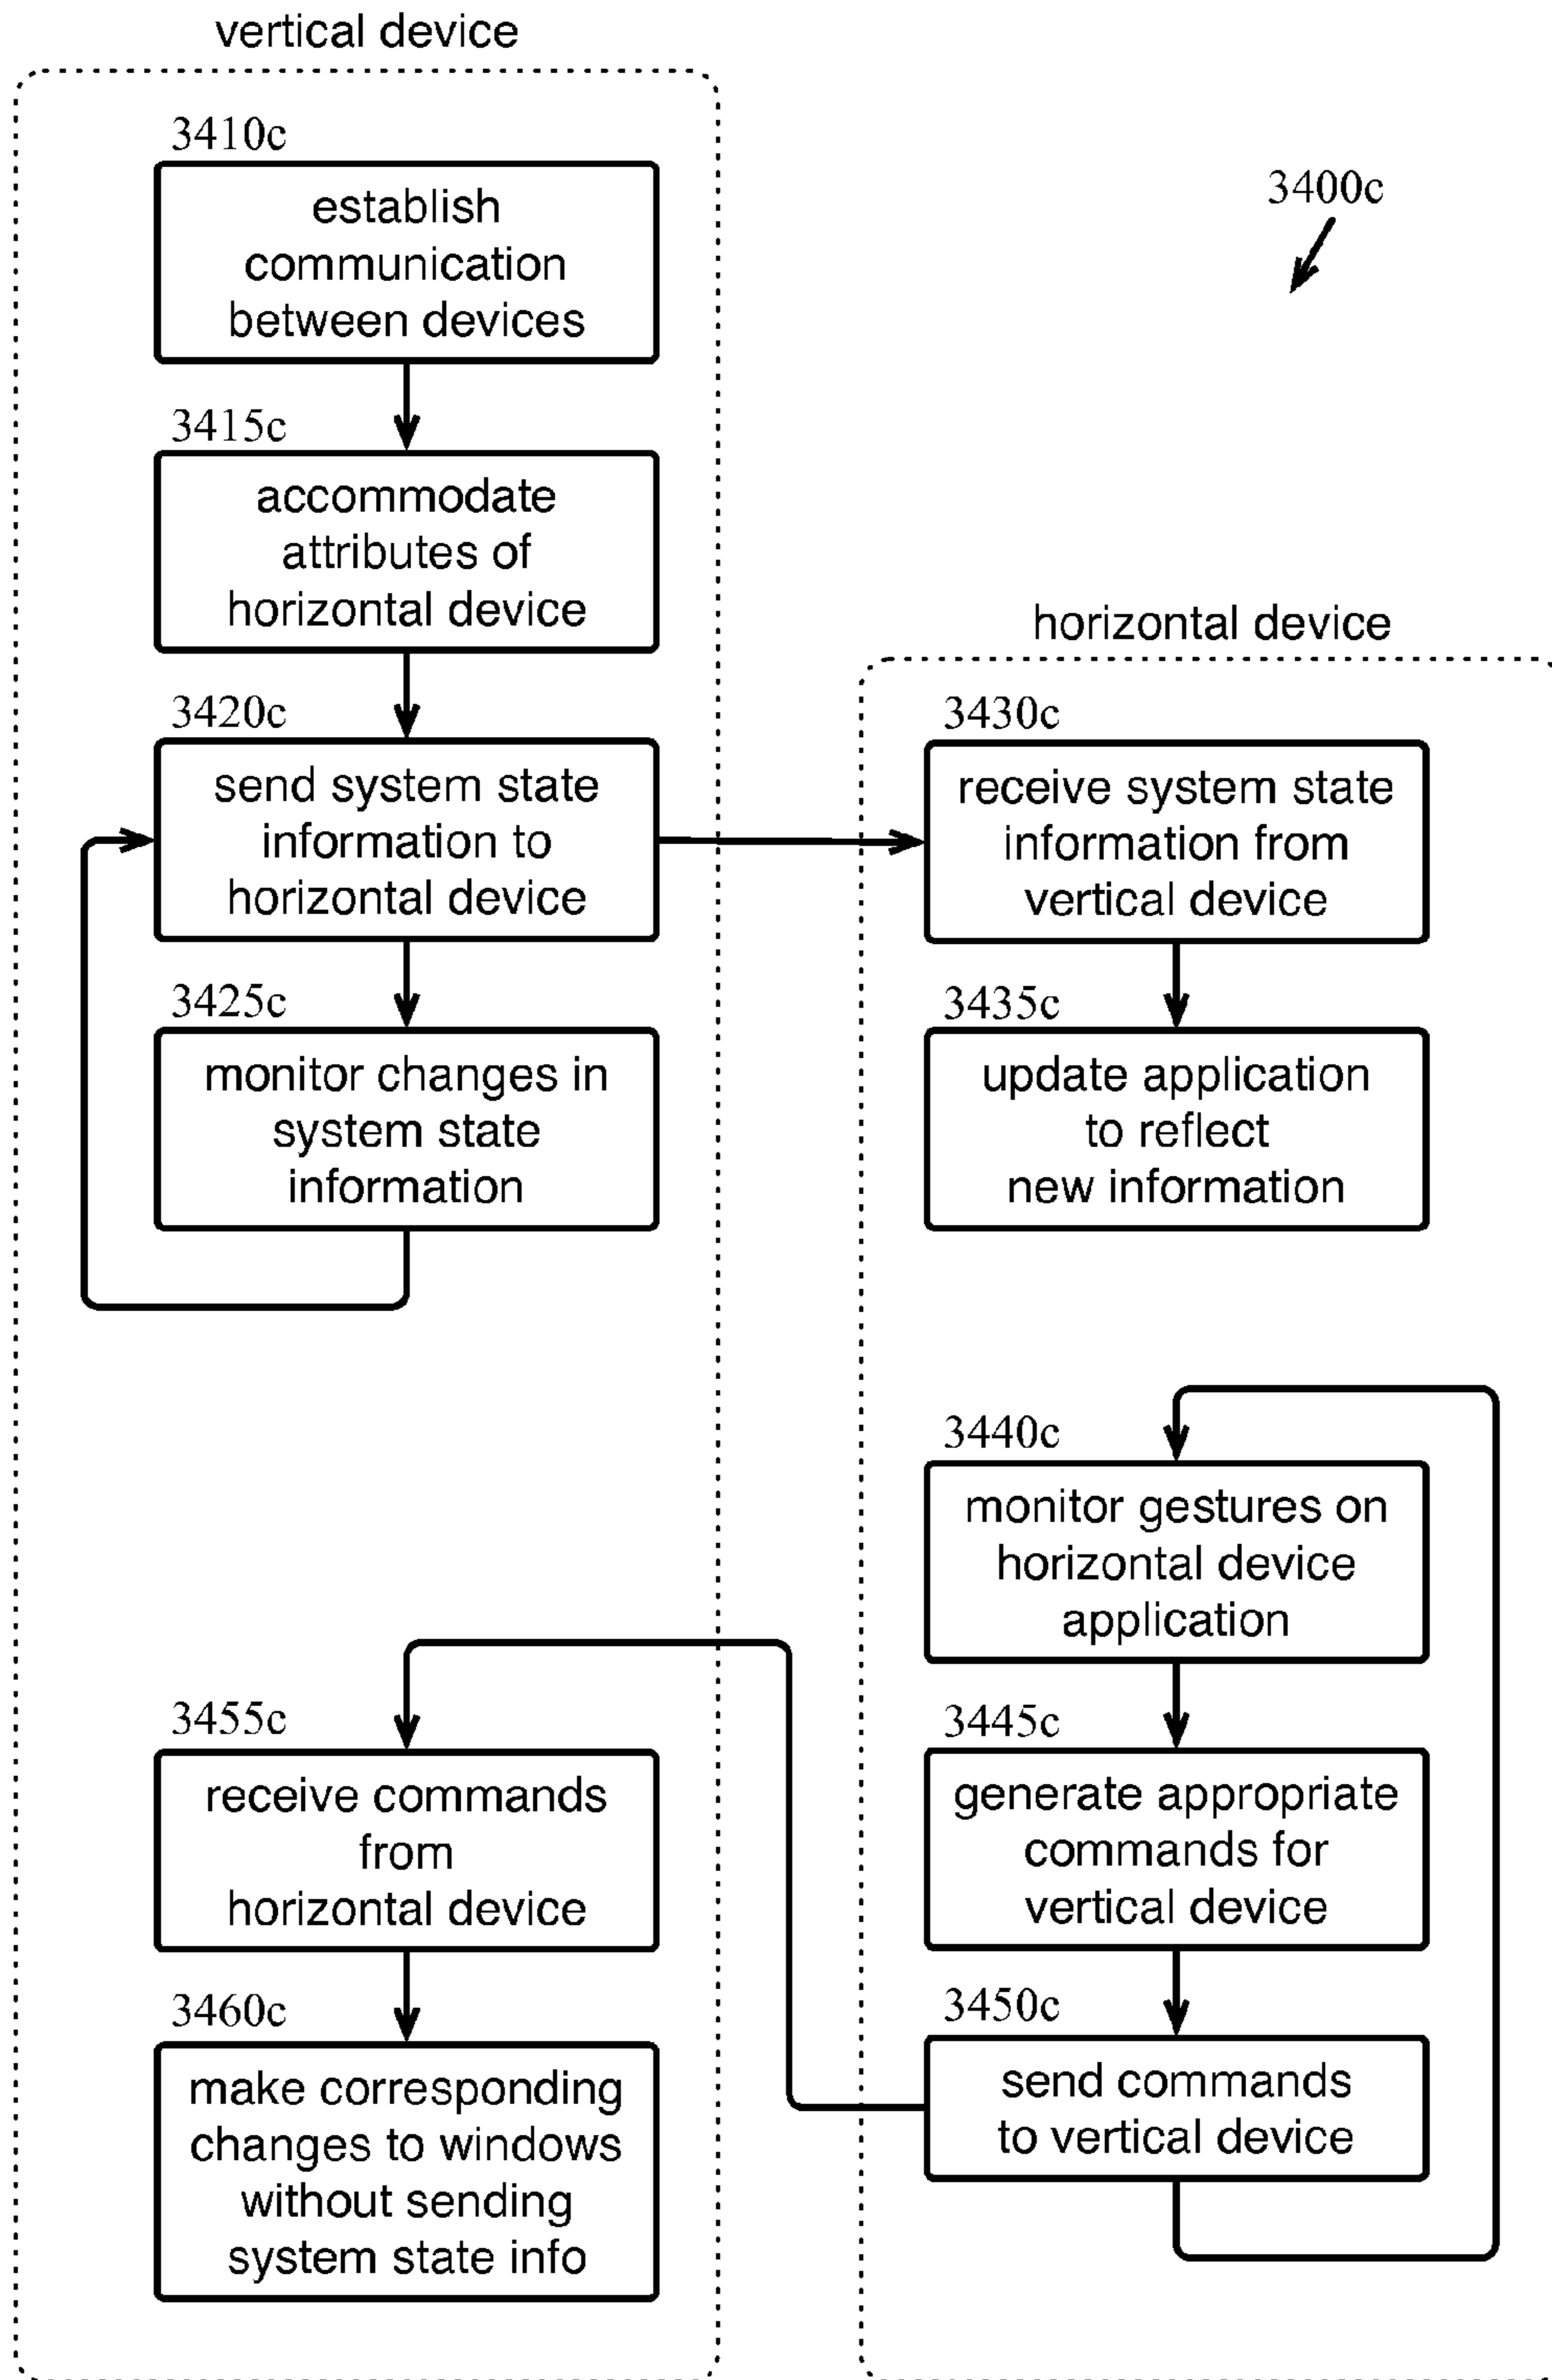 vertical device
3410c
establish
communication
between devices
3400c
3415c
accommodate
attributes of
horizontal device
horizontal device
3420c
send system state
information to
horizontal device
3430c
receive system state
information from
vertical device
3425c
monitor changes in
system state
information
3435c
update application
to reflect
new information
3440c
monitor gestures on
horizontal device
application
3445c
generate appropriate
commands for
vertical device
3450c
send commands
to vertical device
3455c
receive commands
from
horizontal device
3460c
make corresponding
changes to windows
without sending
system state info